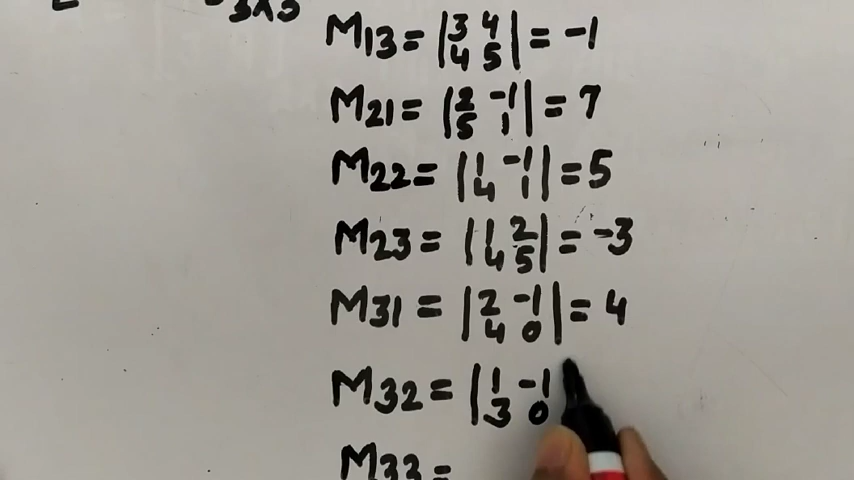 3x3
M13 = |3 4| = -1
|4 5|
M21 = |2 -1| = 7
|5 1|
M22 = |1 -1| = 5
|4 1|
M23 = |1 2| = -3
|4 5|
M31 = |2 -1| = 4
|4 0|
M32 = |1 -1
|3 0
M33 =